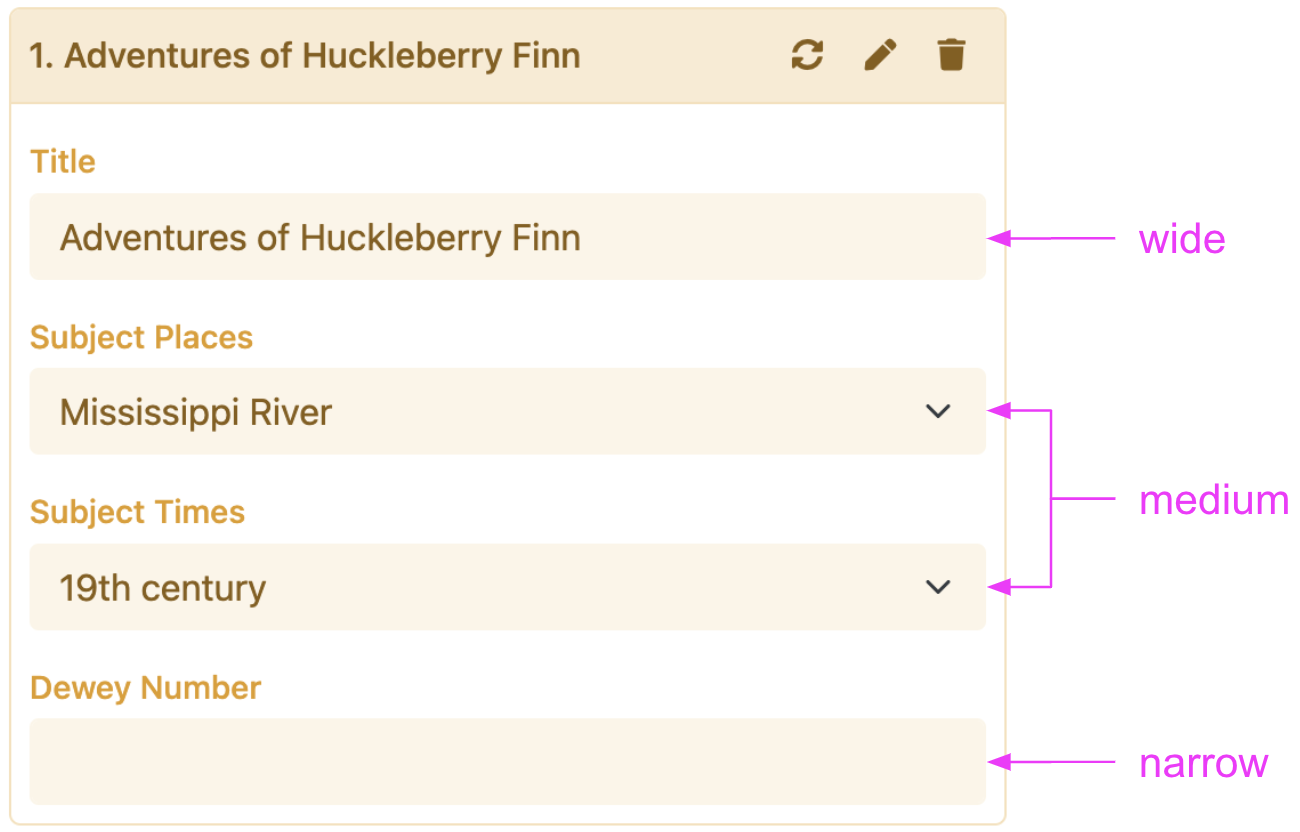 1. Adventures of Huckleberry Finn
Title
Adventures of Huckleberry Finn
wide
Subject Places
Mississippi River
medium
Subject Times
19th century
Dewey Number
narrow